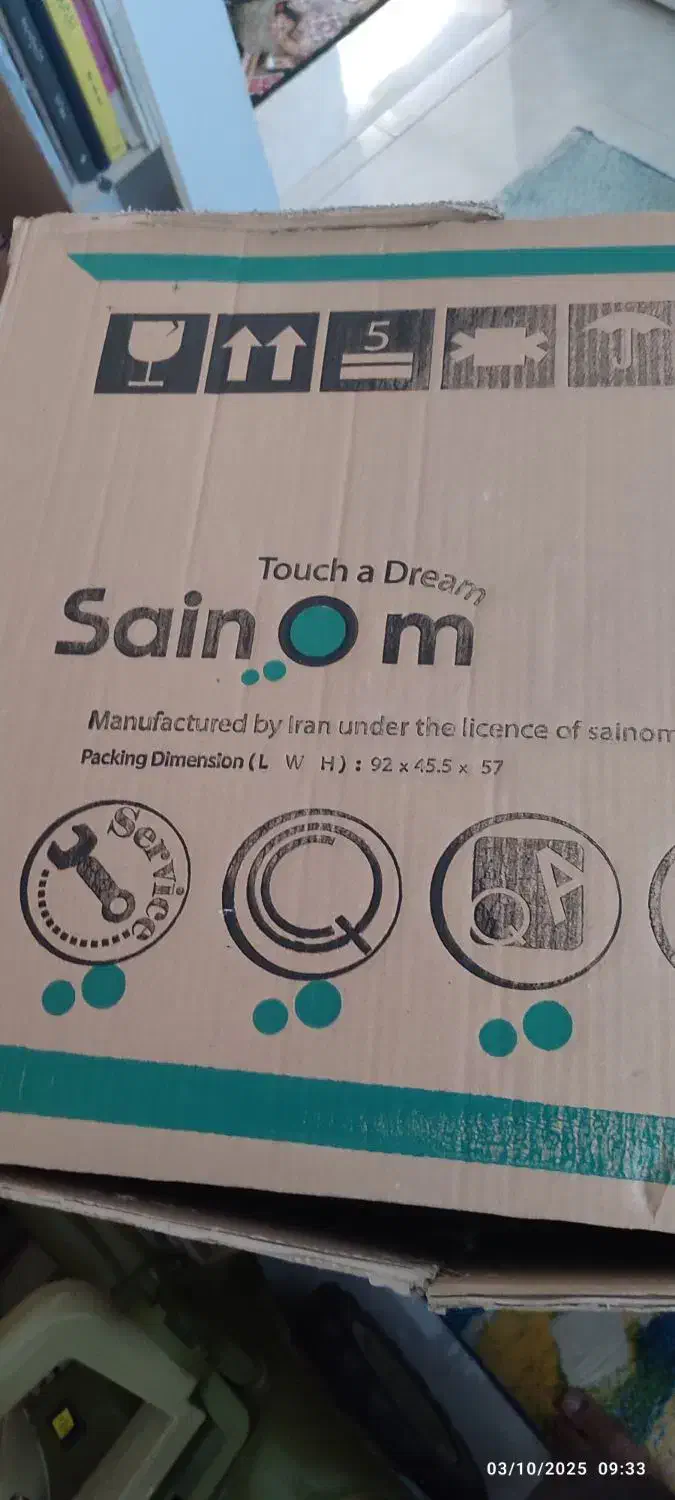 5
Touch a Dream
Sainom
Manufactured by Iran under the licence of sainom
Packing Dimension (L W H) : 92 x 45.5 x 57
Service
Q
QA
03/10/2025 09:33